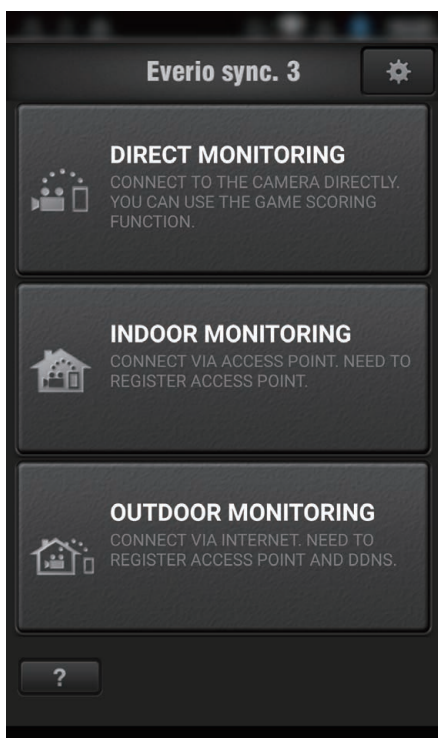 Everio sync. 3
DIRECT MONITORING
CONNECT TO THE CAMERA DIRECTLY.
YOU CAN USE THE GAME SCORING
FUNCTION.
INDOOR MONITORING
CONNECT VIA ACCESS POINT. NEED TO
REGISTER ACCESS POINT.
OUTDOOR MONITORING
CONNECT VIA INTERNET. NEED TO
REGISTER ACCESS POINT AND DDNS.
?